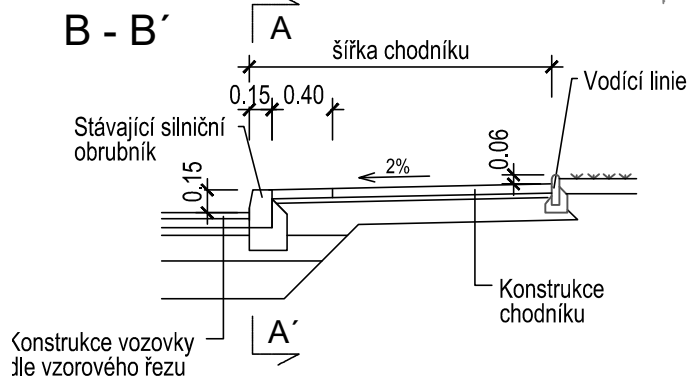 B - B´
A
šířka chodníku
Vodící linie
0.15 0.40
Stávající silniční
obrubník
0.15
2%
0.06
Konstrukce
chodníku
Konstrukce vozovky
dle vzorového řezu
A´